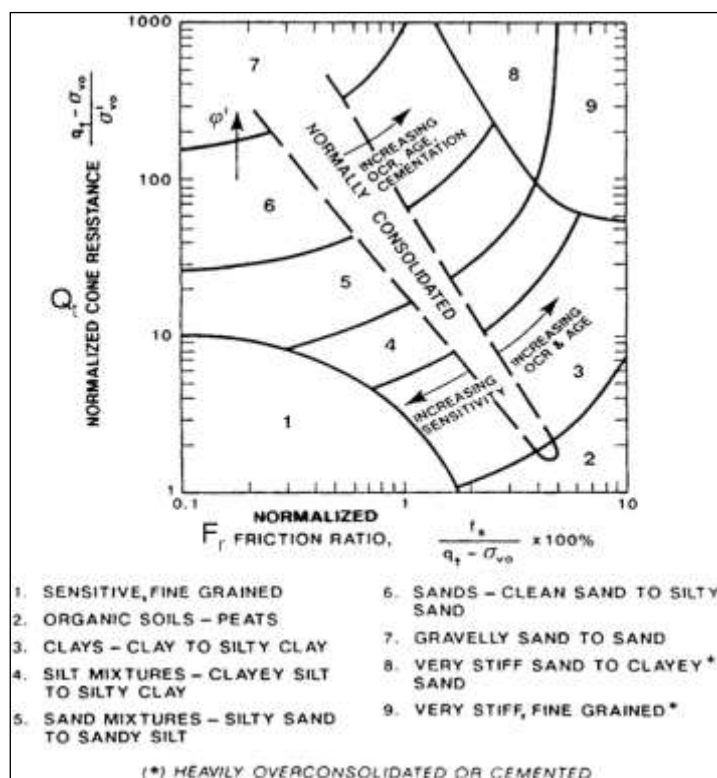 1000
100
10
1
NORMALIZED CONE RESISTANCE
qt - σvo
σ'vo
Qt
7
φ'
8
9
6
5
4
3
1
2
NORMALLY CONSOLIDATED
INCREASING
OCR, AGE,
CEMENTATION
INCREASING
OCR & AGE
INCREASING
SENSITIVITY
0.1
1
10
NORMALIZED
Fr FRICTION RATIO,
fs
qt - σvo
x 100%
1. SENSITIVE, FINE GRAINED
2. ORGANIC SOILS - PEATS
3. CLAYS - CLAY TO SILTY CLAY
4. SILT MIXTURES - CLAYEY SILT
TO SILTY CLAY
5. SAND MIXTURES - SILTY SAND
TO SANDY SILT
6. SANDS - CLEAN SAND TO SILTY
SAND
7. GRAVELLY SAND TO SAND
8. VERY STIFF SAND TO CLAYEY*
SAND
9. VERY STIFF, FINE GRAINED*
(*) HEAVILY OVERCONSOLIDATED OR CEMENTED